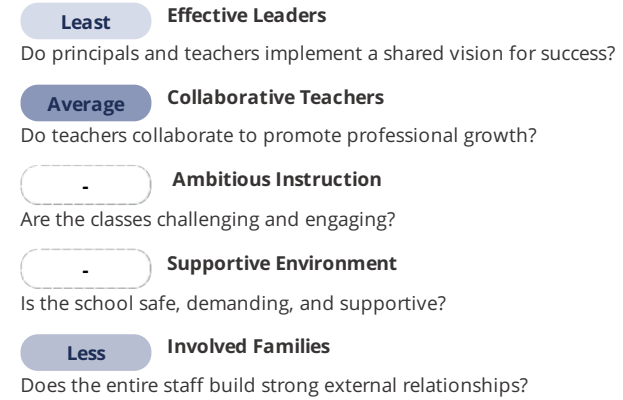 Least Effective Leaders
Do principals and teachers implement a shared vision for success?
Average Collaborative Teachers
Do teachers collaborate to promote professional growth?
- Ambitious Instruction
Are the classes challenging and engaging?
- Supportive Environment
Is the school safe, demanding, and supportive?
Less Involved Families
Does the entire staff build strong external relationships?